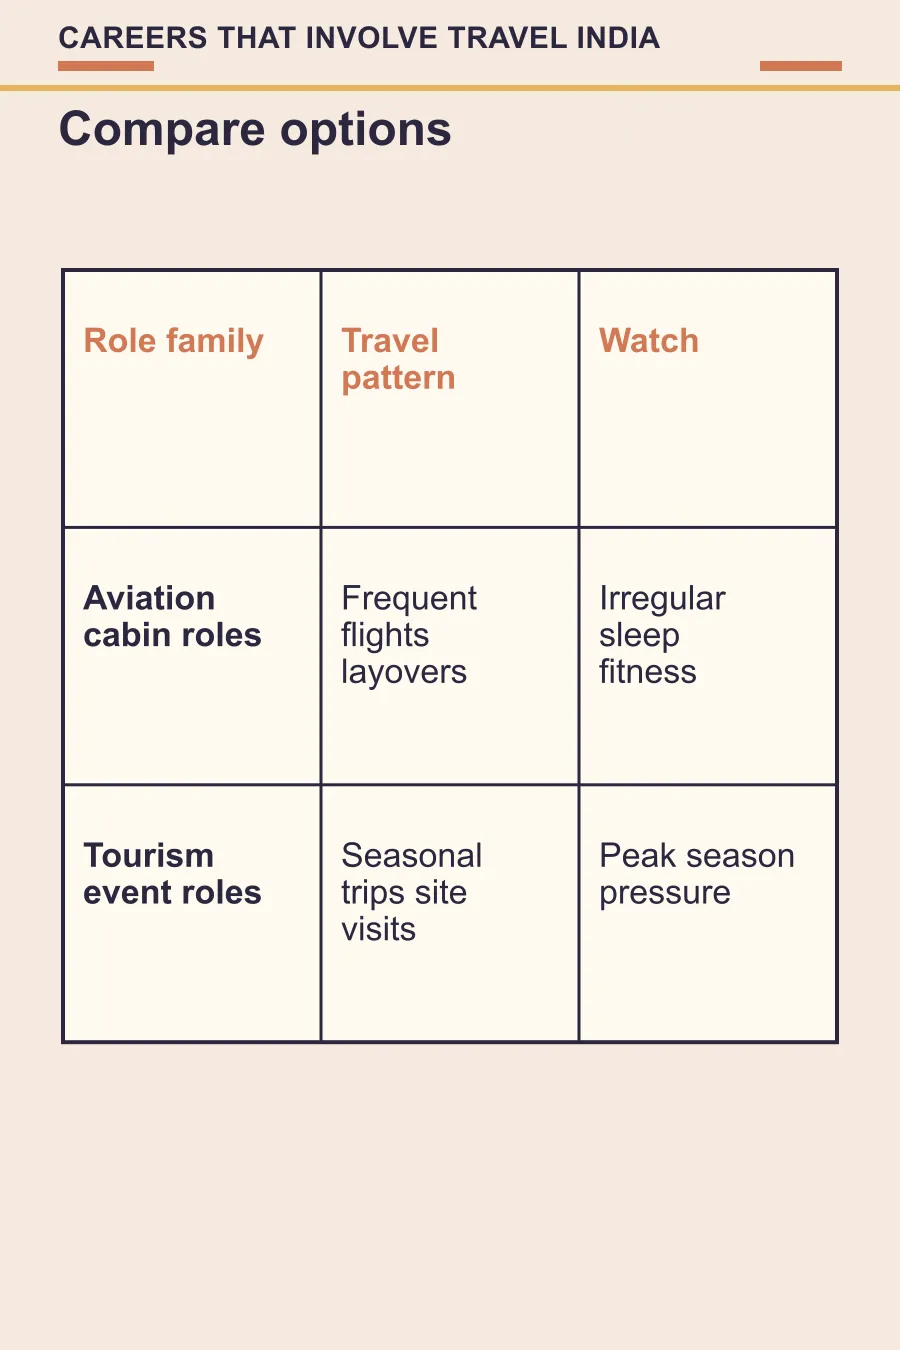 CAREERS THAT INVOLVE TRAVEL INDIA
Compare options
Role family
Travel
pattern
Watch
Aviation
cabin roles
Frequent
flights
layovers
Irregular
sleep
fitness
Tourism
event roles
Seasonal
trips site
visits
Peak season
pressure